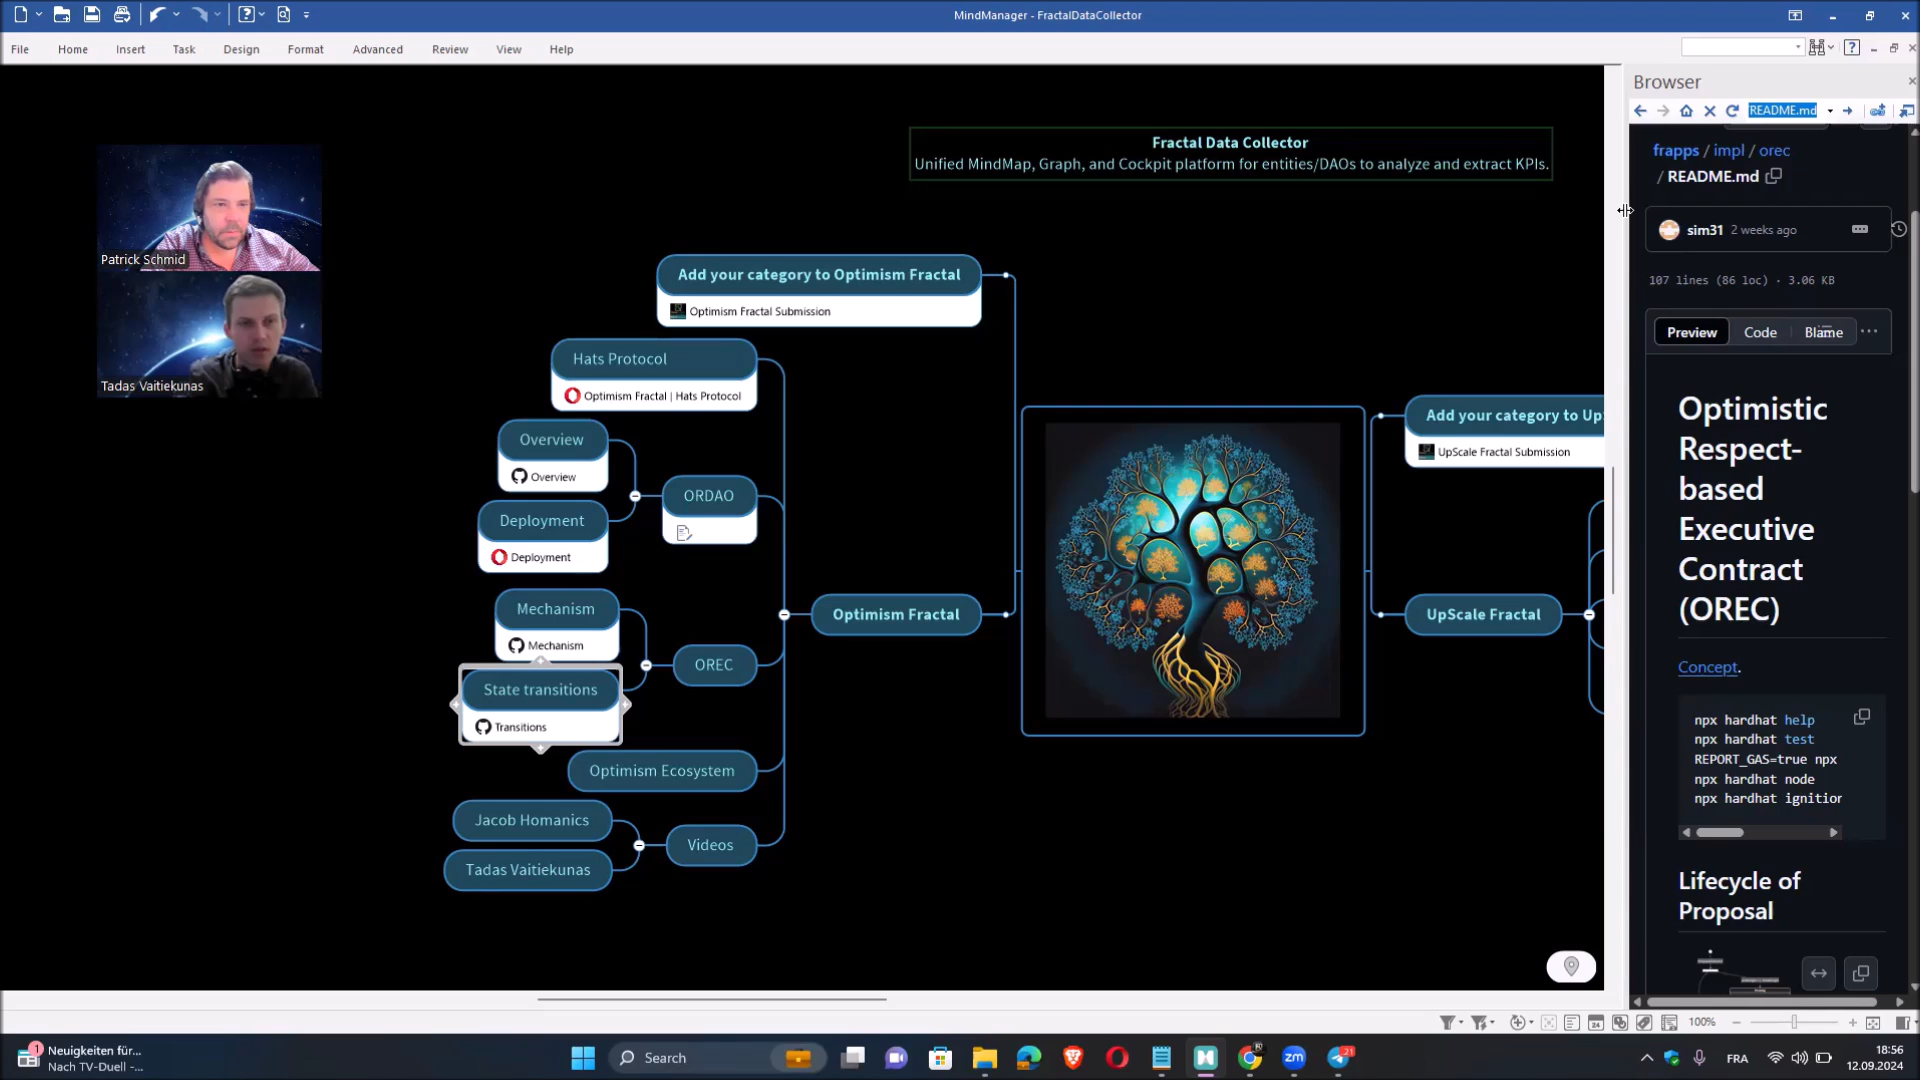 MindManager - FractalDataCollector
File Home Insert Task Design Format Advanced Review View Help
Browser
README.md
frapps / impl / orec
/ README.md
sim31 2 weeks ago
107 lines (86 loc) · 3.06 KB
Preview Code Blame
Optimistic
Respect-
based
Executive
Contract
(OREC)
Concept.
npx hardhat help
npx hardhat test
REPORT_GAS=true npx
npx hardhat node
npx hardhat ignition
Lifecycle of
Proposal
Fractal Data Collector
Unified MindMap, Graph, and Cockpit platform for entities/DAOs to analyze and extract KPIs.
Patrick Schmid
Tadas Vaitiekunas
Add your category to Optimism Fractal
Optimism Fractal Submission
Hats Protocol
Optimism Fractal | Hats Protocol
Overview
Overview
ORDAO
Deployment
Deployment
Mechanism
Mechanism
OREC
State transitions
Transitions
Optimism Ecosystem
Jacob Homanics
Videos
Tadas Vaitiekunas
Optimism Fractal
Add your category to Up
UpScale Fractal Submission
UpScale Fractal
100%
1
Neuigkeiten für...
Nach TV-Duell -...
Search
zm
21
FRA
18:56
12.09.2024